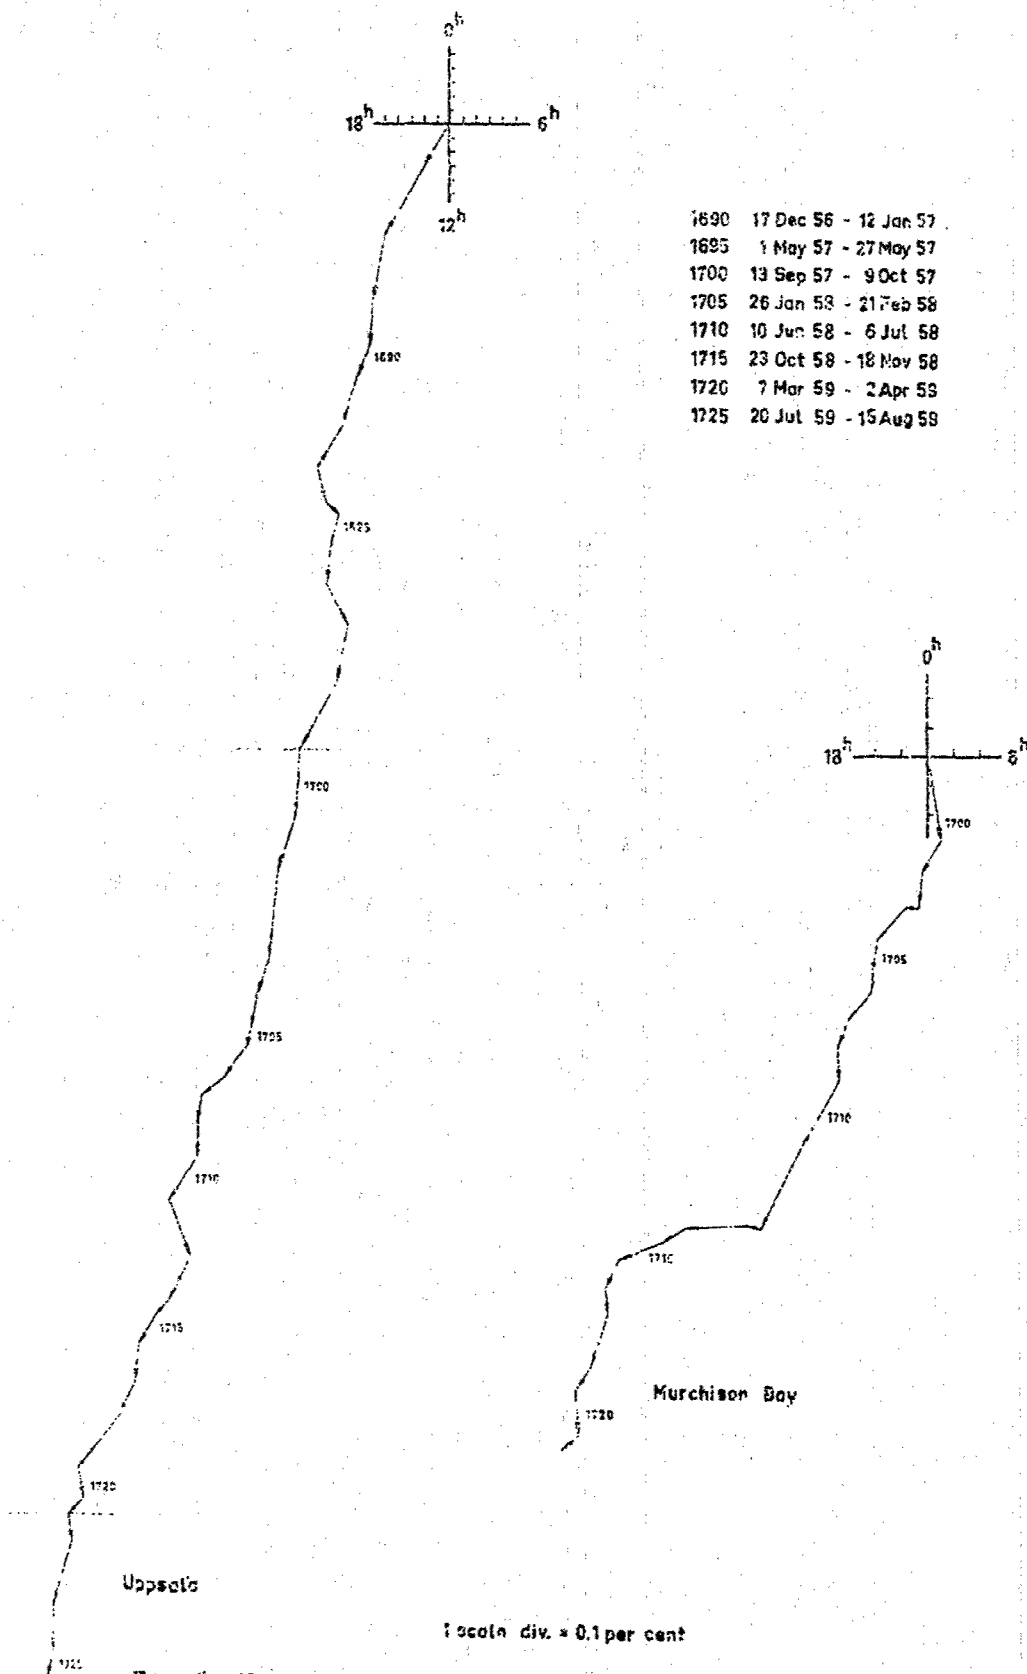 0h
18h 6h
12h
1690 17 Dec 56 - 12 Jan 57
1695 1 May 57 - 27 May 57
1700 13 Sep 57 - 9 Oct 57
1705 26 Jan 58 - 21 Feb 58
1710 10 Jun 58 - 6 Jul 58
1715 23 Oct 58 - 18 Nov 58
1720 7 Mar 59 - 2 Apr 59
1725 20 Jul 59 - 15 Aug 59
1690
1695
0h
18h 6h
1700
1700
1705
1705
1710
1710
1715
1715
Murchison Bay
1720
1720
Uppsala
1 scale div. = 0,1 per cent
1725